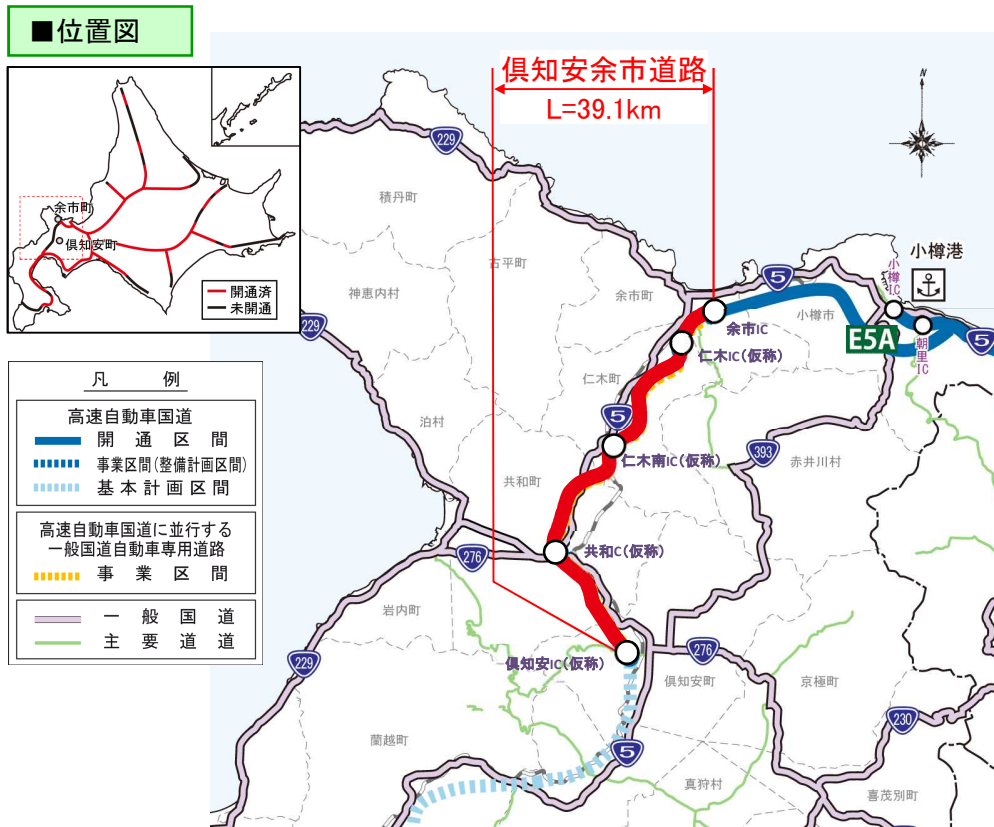 ■位置図
余市町
倶知安町
開通済
未開通
凡 例
高速自動車国道
開通区間
事業区間(整備計画区間)
基本計画区間
高速自動車国道に並行する
一般国道自動車専用道路
事業区間
一般国道
主要道道
倶知安余市道路
L=39.1km
N
229
積丹町
古平町
神恵内村
229
余市町
5
小樽市
小樽IC
小樽港
余市IC
E5A
朝里IC
5
仁木IC(仮称)
仁木町
泊村
5
仁木南IC(仮称)
393
赤井川村
共和町
276
共和C(仮称)
岩内町
229
倶知安IC(仮称)
276
倶知安町
京極町
230
蘭越町
5
真狩村
喜茂別町